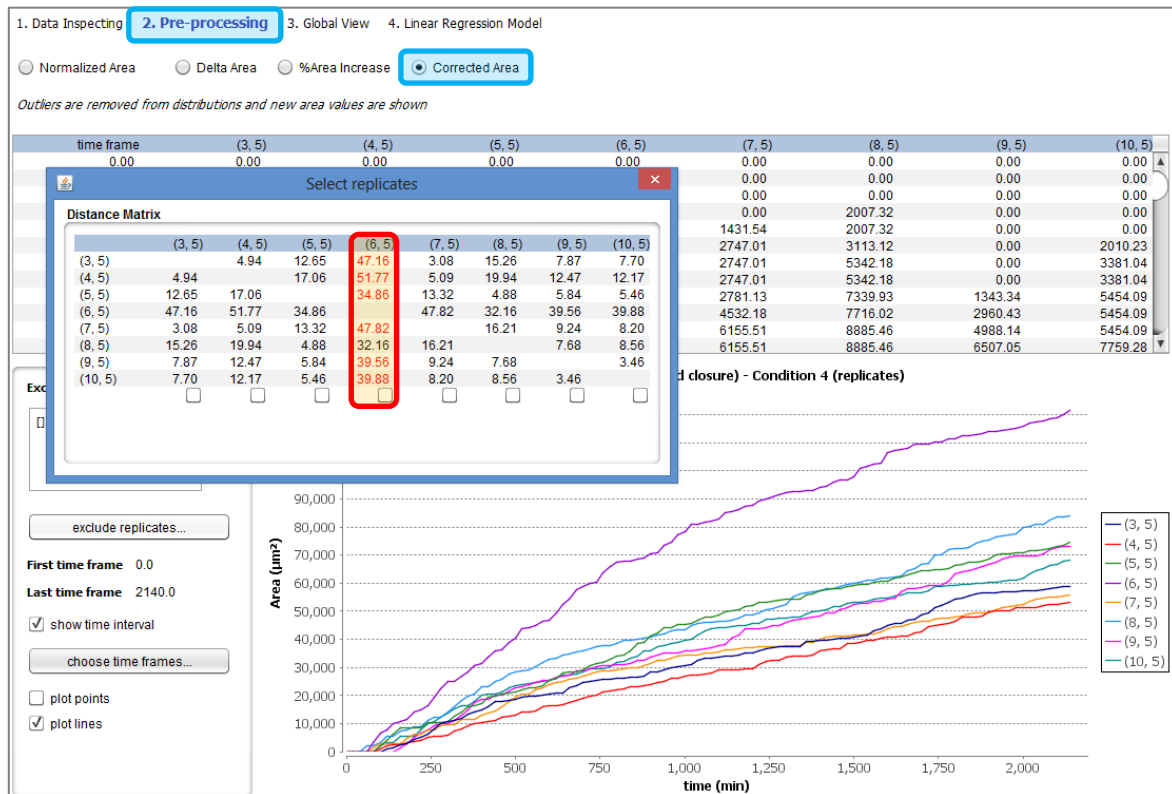 1. Data Inspecting 2. Pre-processing 3. Global View 4. Linear Regression Model
Normalized Area Delta Area %Area Increase Corrected Area
Outliers are removed from distributions and new area values are shown
time frame (3, 5) (4, 5) (5, 5) (6, 5) (7, 5) (8, 5) (9, 5) (10, 5)
0.00 0.00 0.00 0.00 0.00 0.00 0.00 0.00 0.00
0.00 0.00 0.00 0.00
0.00 0.00 0.00 0.00
0.00 2007.32 0.00 0.00
1431.54 2007.32 0.00 0.00
2747.01 3113.12 0.00 2010.23
2747.01 5342.18 0.00 3381.04
2747.01 5342.18 0.00 3381.04
2781.13 7339.93 1343.34 5454.09
4532.18 7716.02 2960.43 5454.09
6155.51 8885.46 4988.14 5454.09
6155.51 8885.46 6507.05 7759.28
Select replicates
Distance Matrix
(3, 5) (4, 5) (5, 5) (6, 5) (7, 5) (8, 5) (9, 5) (10, 5)
(3, 5) 4.94 12.65 47.16 3.08 15.26 7.87 7.70
(4, 5) 4.94 17.06 51.77 5.09 19.94 12.47 12.17
(5, 5) 12.65 17.06 34.86 13.32 4.88 5.84 5.46
(6, 5) 47.16 51.77 34.86 47.82 32.16 39.56 39.88
(7, 5) 3.08 5.09 13.32 47.82 16.21 9.24 8.20
(8, 5) 15.26 19.94 4.88 32.16 16.21 7.68 8.56
(9, 5) 7.87 12.47 5.84 39.56 9.24 7.68 3.46
(10, 5) 7.70 12.17 5.46 39.88 8.20 8.56 3.46
Exc
[]
exclude replicates...
First time frame 0.0
Last time frame 2140.0
show time interval
choose time frames...
plot points
plot lines
d closure) - Condition 4 (replicates)
90,000
80,000
70,000
60,000
50,000
40,000
30,000
20,000
10,000
0
Area (µm²)
0 250 500 750 1,000 1,250 1,500 1,750 2,000
time (min)
(3, 5)
(4, 5)
(5, 5)
(6, 5)
(7, 5)
(8, 5)
(9, 5)
(10, 5)